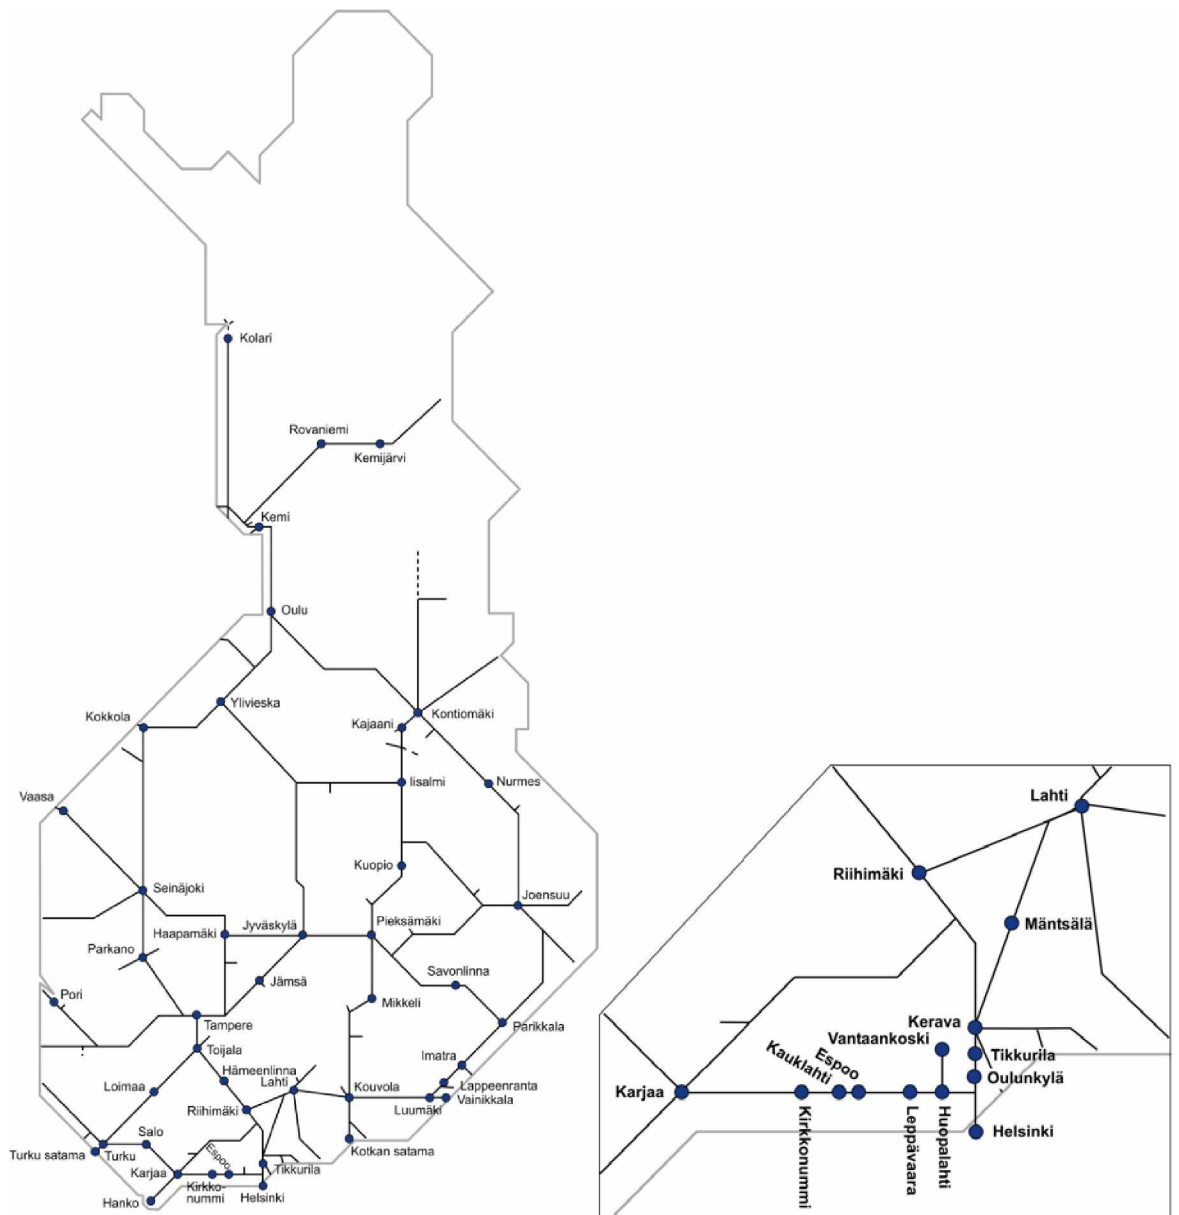 Kolari
Rovaniemi
Kemijärvi
Kemi
Oulu
Ylivieska
Kokkola
Kajaani
Kontiomäki
Iisalmi
Nurmes
Vaasa
Kuopio
Seinäjoki
Joensuu
Haapamäki
Jyväskylä
Pieksämäki
Parkano
Savonlinna
Jämsä
Pori
Mikkeli
Tampere
Parikkala
Toijala
Imatra
Hämeenlinna
Lahti
Kouvola
Lappeenranta
Loimaa
Luumäki
Vainikkala
Riihimäki
Salo
Turku satama
Turku
Espoo
Kotkan satama
Karjaa
Tikkurila
Kirkko-
nummi
Hanko
Helsinki
Lahti
Riihimäki
Mäntsälä
Kerava
Vantaankoski
Tikkurila
Espoo
Kauklahti
Oulunkylä
Karjaa
Kirkkonummi
Leppävaara
Huopalahti
Helsinki